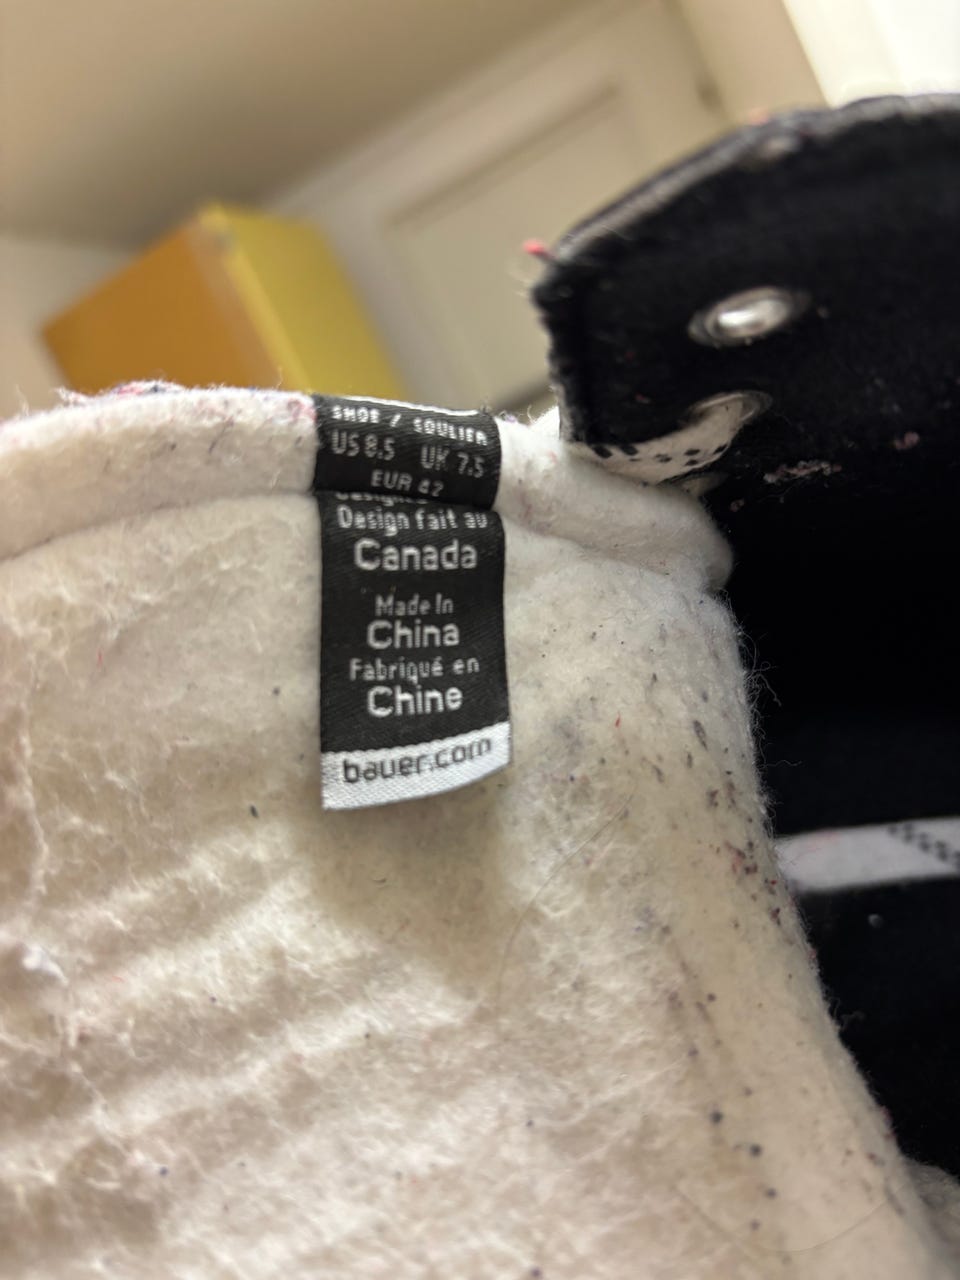 SHOE / SOULIER
US 8.5 UK 7.5
EUR 42
Designed
Design fait au
Canada
Made In
China
Fabriqué en
Chine
bauer.com